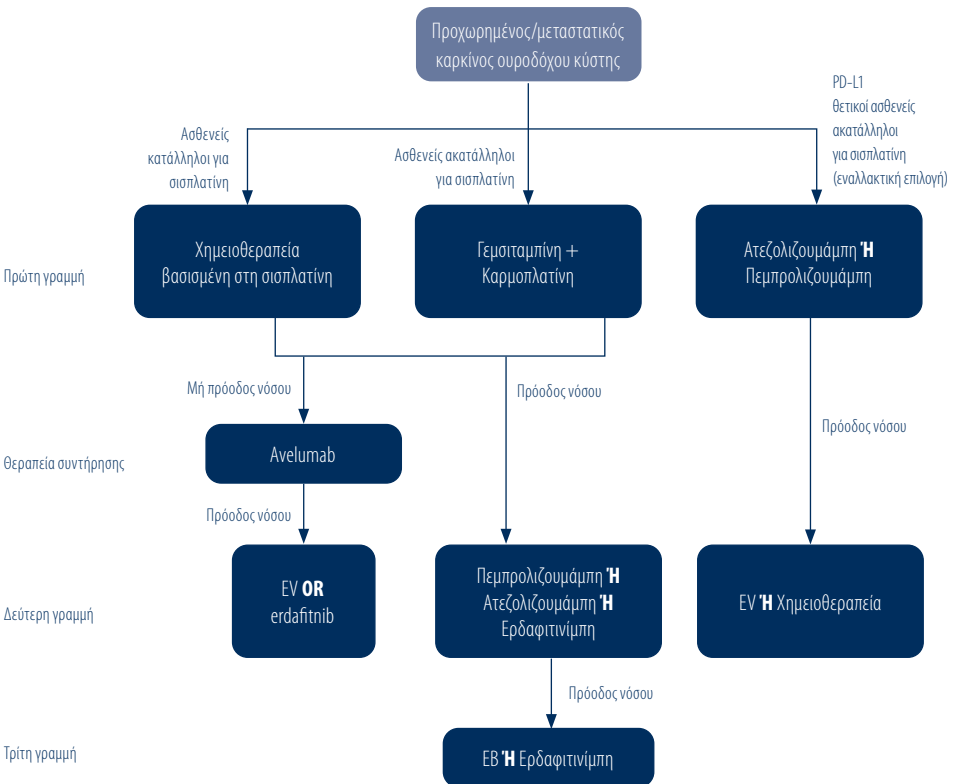 Προχωρημένος/μεταστατικός
καρκίνος ουροδόχου κύστης
Ασθενείς
κατάλληλοι για
σισπλατίνη
Ασθενείς ακατάλληλοι
για σισπλατίνη
PD-L1
θετικοί ασθενείς
ακατάλληλοι
για σισπλατίνη
(εναλλακτική επιλογή)
Πρώτη γραμμή
Χημειοθεραπεία
βασισμένη στη σισπλατίνη
Γεμσιταμπίνη +
Καρμοπλατίνη
Ατεζολιζουμάμπη Ή
Πεμπρολιζουμάμπη
Μή πρόοδος νόσου
Πρόοδος νόσου
Πρόοδος νόσου
Θεραπεία συντήρησης
Avelumab
Πρόοδος νόσου
Δεύτερη γραμμή
EV OR
erdafitnib
Πεμπρολιζουμάμπη Ή
Ατεζολιζουμάμπη Ή
Ερδαφιτινίμπη
EV Ή Χημειοθεραπεία
Πρόοδος νόσου
Τρίτη γραμμή
ΕΒ Ή Ερδαφιτινίμπη